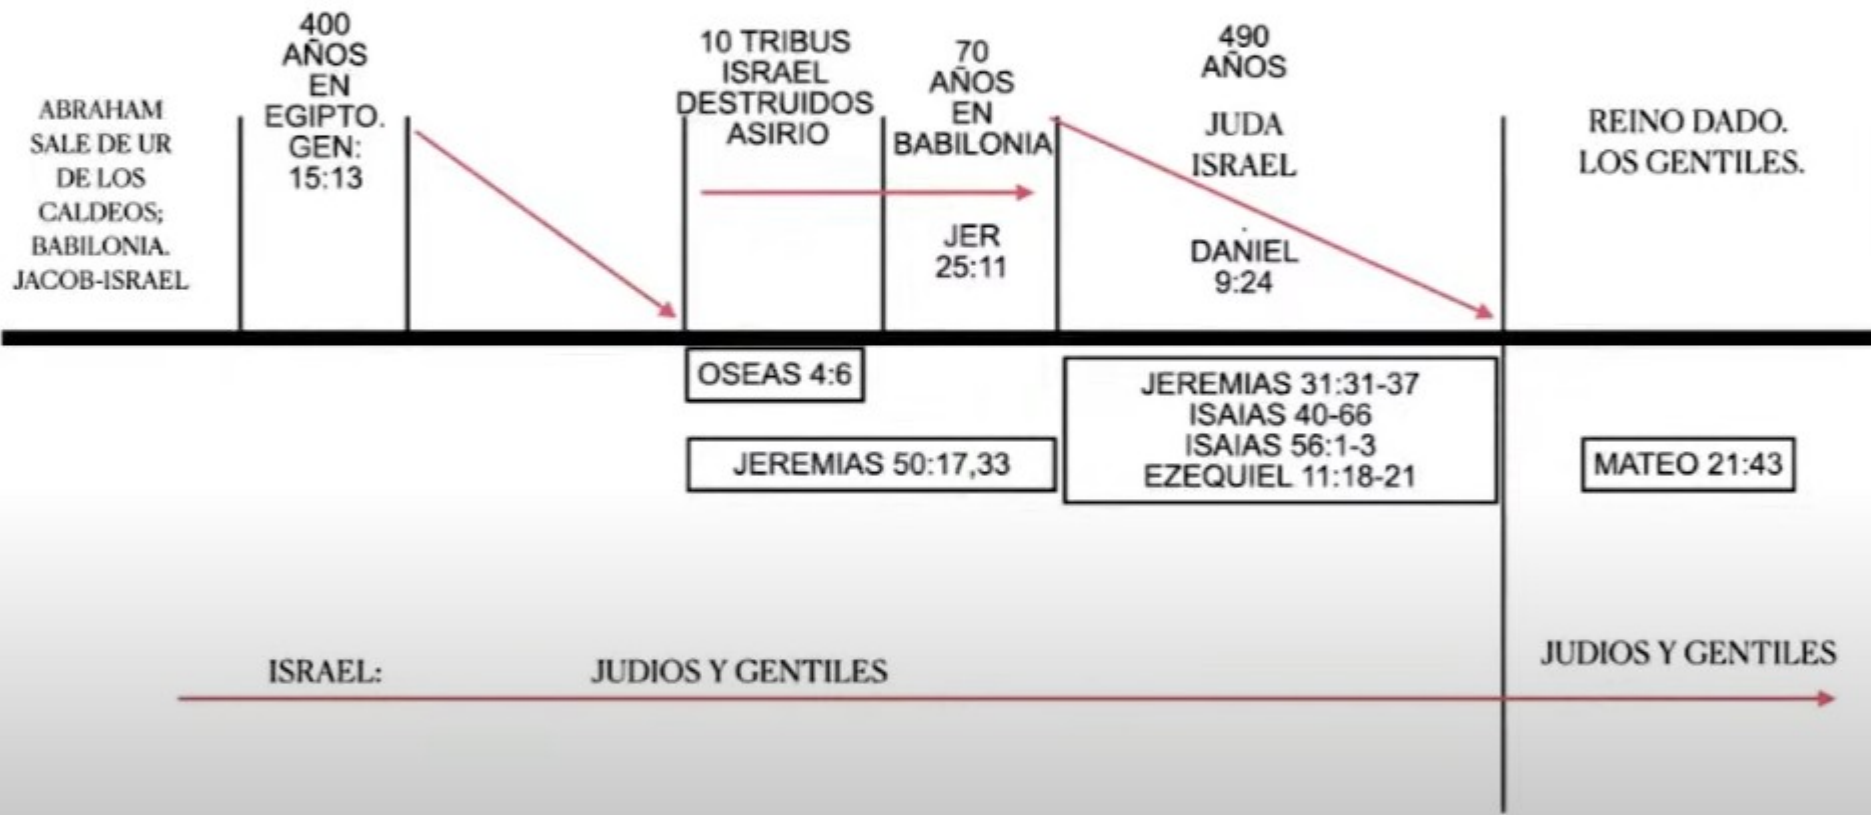 ABRAHAM
SALE DE UR
DE LOS
CALDEOS;
BABILONIA.
JACOB-ISRAEL
400
AÑOS
EN
EGIPTO.
GEN:
15:13
10 TRIBUS
ISRAEL
DESTRUIDOS
ASIRIO
70
AÑOS
EN
BABILONIA
JER
25:11
490
AÑOS
JUDA
ISRAEL
DANIEL
9:24
REINO DADO.
LOS GENTILES.
OSEAS 4:6
JEREMIAS 50:17,33
JEREMIAS 31:31-37
ISAIAS 40-66
ISAIAS 56:1-3
EZEQUIEL 11:18-21
MATEO 21:43
ISRAEL: JUDIOS Y GENTILES
JUDIOS Y GENTILES